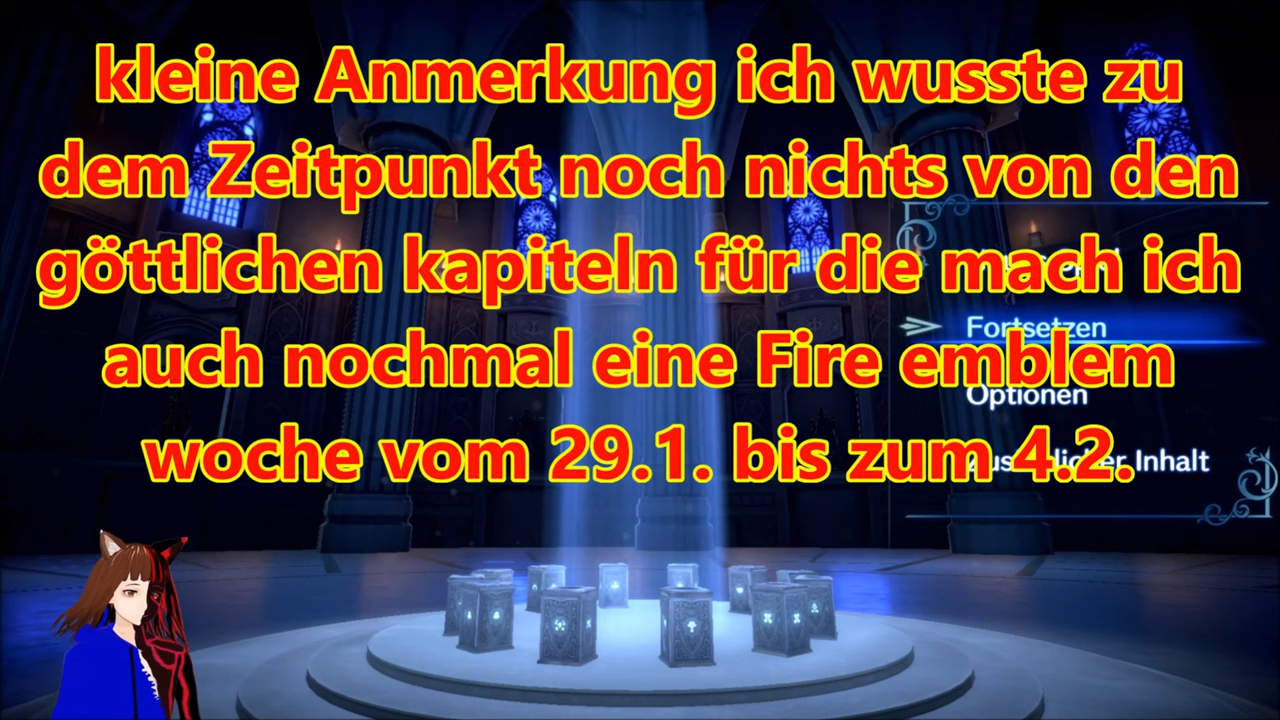 kleine Anmerkung ich wusste zu
dem Zeitpunkt noch nichts von den
göttlichen kapiteln für die mach ich
auch nochmal eine Fire emblem
woche vom 29.1. bis zum 4.2.
Fortsetzen
Optionen
Inhalt